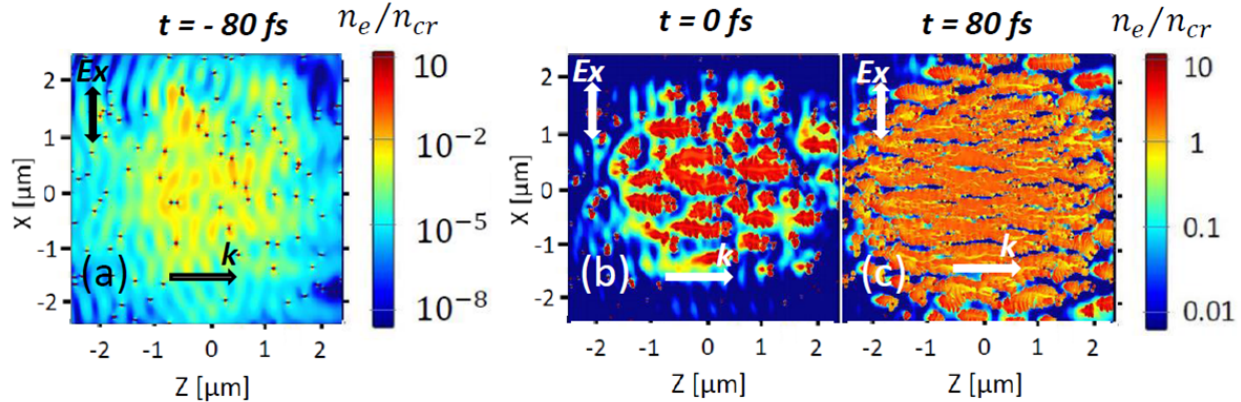 t = - 80 fs
n_e/n_cr
t = 0 fs
t = 80 fs
n_e/n_cr
Ex
k
(a)
X [μm]
2
1
0
-1
-2
-2
-1
0
1
2
Z [μm]
10
10⁻²
10⁻⁵
10⁻⁸
Ex
k
(b)
X [μm]
2
1
0
-1
-2
-2
-1
0
1
2
Z [μm]
Ex
k
(c)
-2
-1
0
1
2
Z [μm]
10
1
0.1
0.01